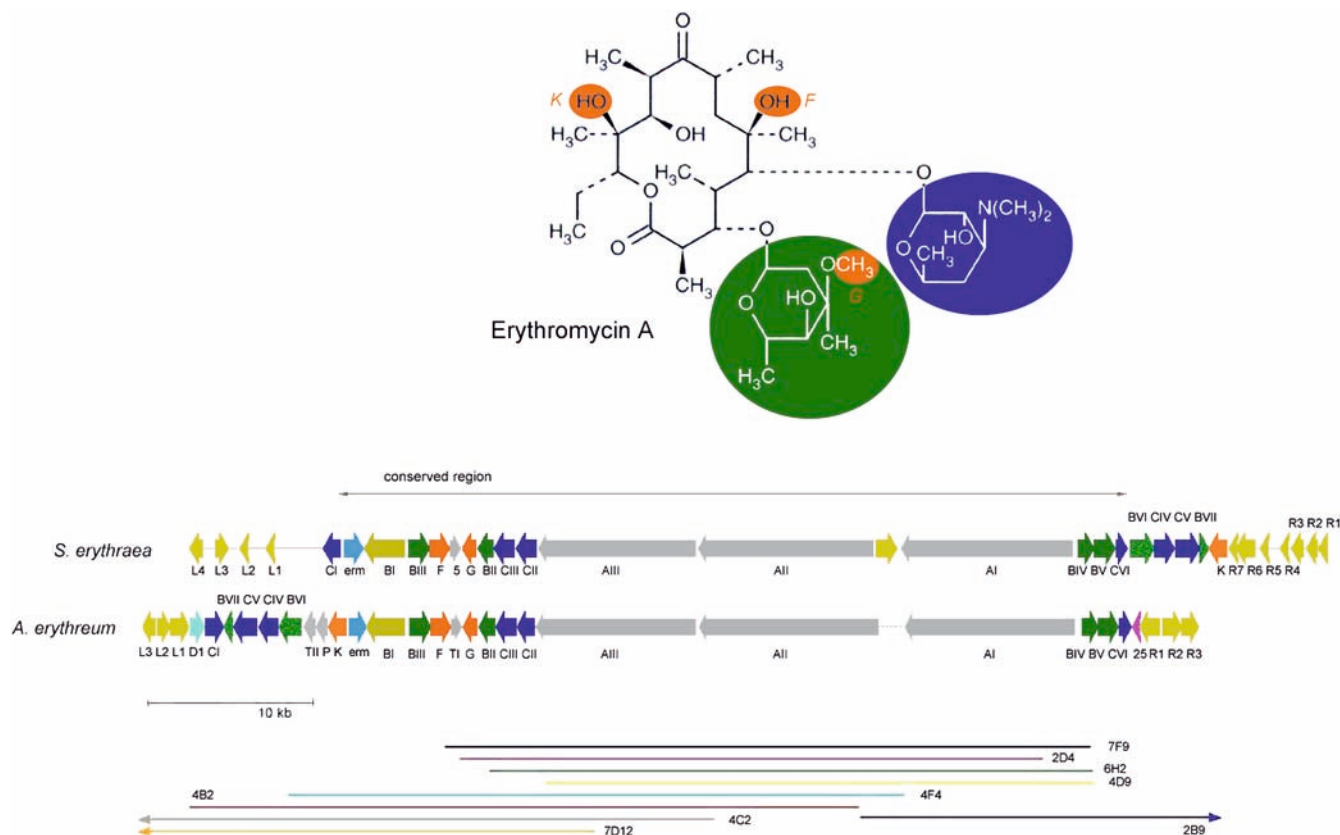 O
H₃C CH₃
K HO OH F
H₃C OH H₃C CH₃
O
O N(CH₃)₂
H₃C O O HO
O CH₃
CH₃ OCH₃
HO G
O
Erythromycin A CH₃
H₃C
conserved region
BVI CIV CV BVII R3 R2 R1
S. erythraea
L4 L3 L2 L1 CI erm BI BIII F 5 G BII CIII CII AIII AII AI BIV BV CVI K R7 R6 R5 R4
BVII CV CIV BVI
A. erythreum
L3 L2 L1 D1 CI TII P K erm BI BIII F TI G BII CIII CII AIII AII AI BIV BV CVI 25 R1 R2 R3
10 kb
7F9
2D4
6H2
4D9
4B2 4F4
4C2 2B9
7D12